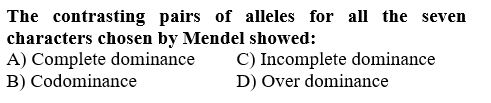 The contrasting pairs of alleles for all the seven
characters chosen by Mendel showed:
A) Complete dominance C) Incomplete dominance
B) Codominance D) Over dominance